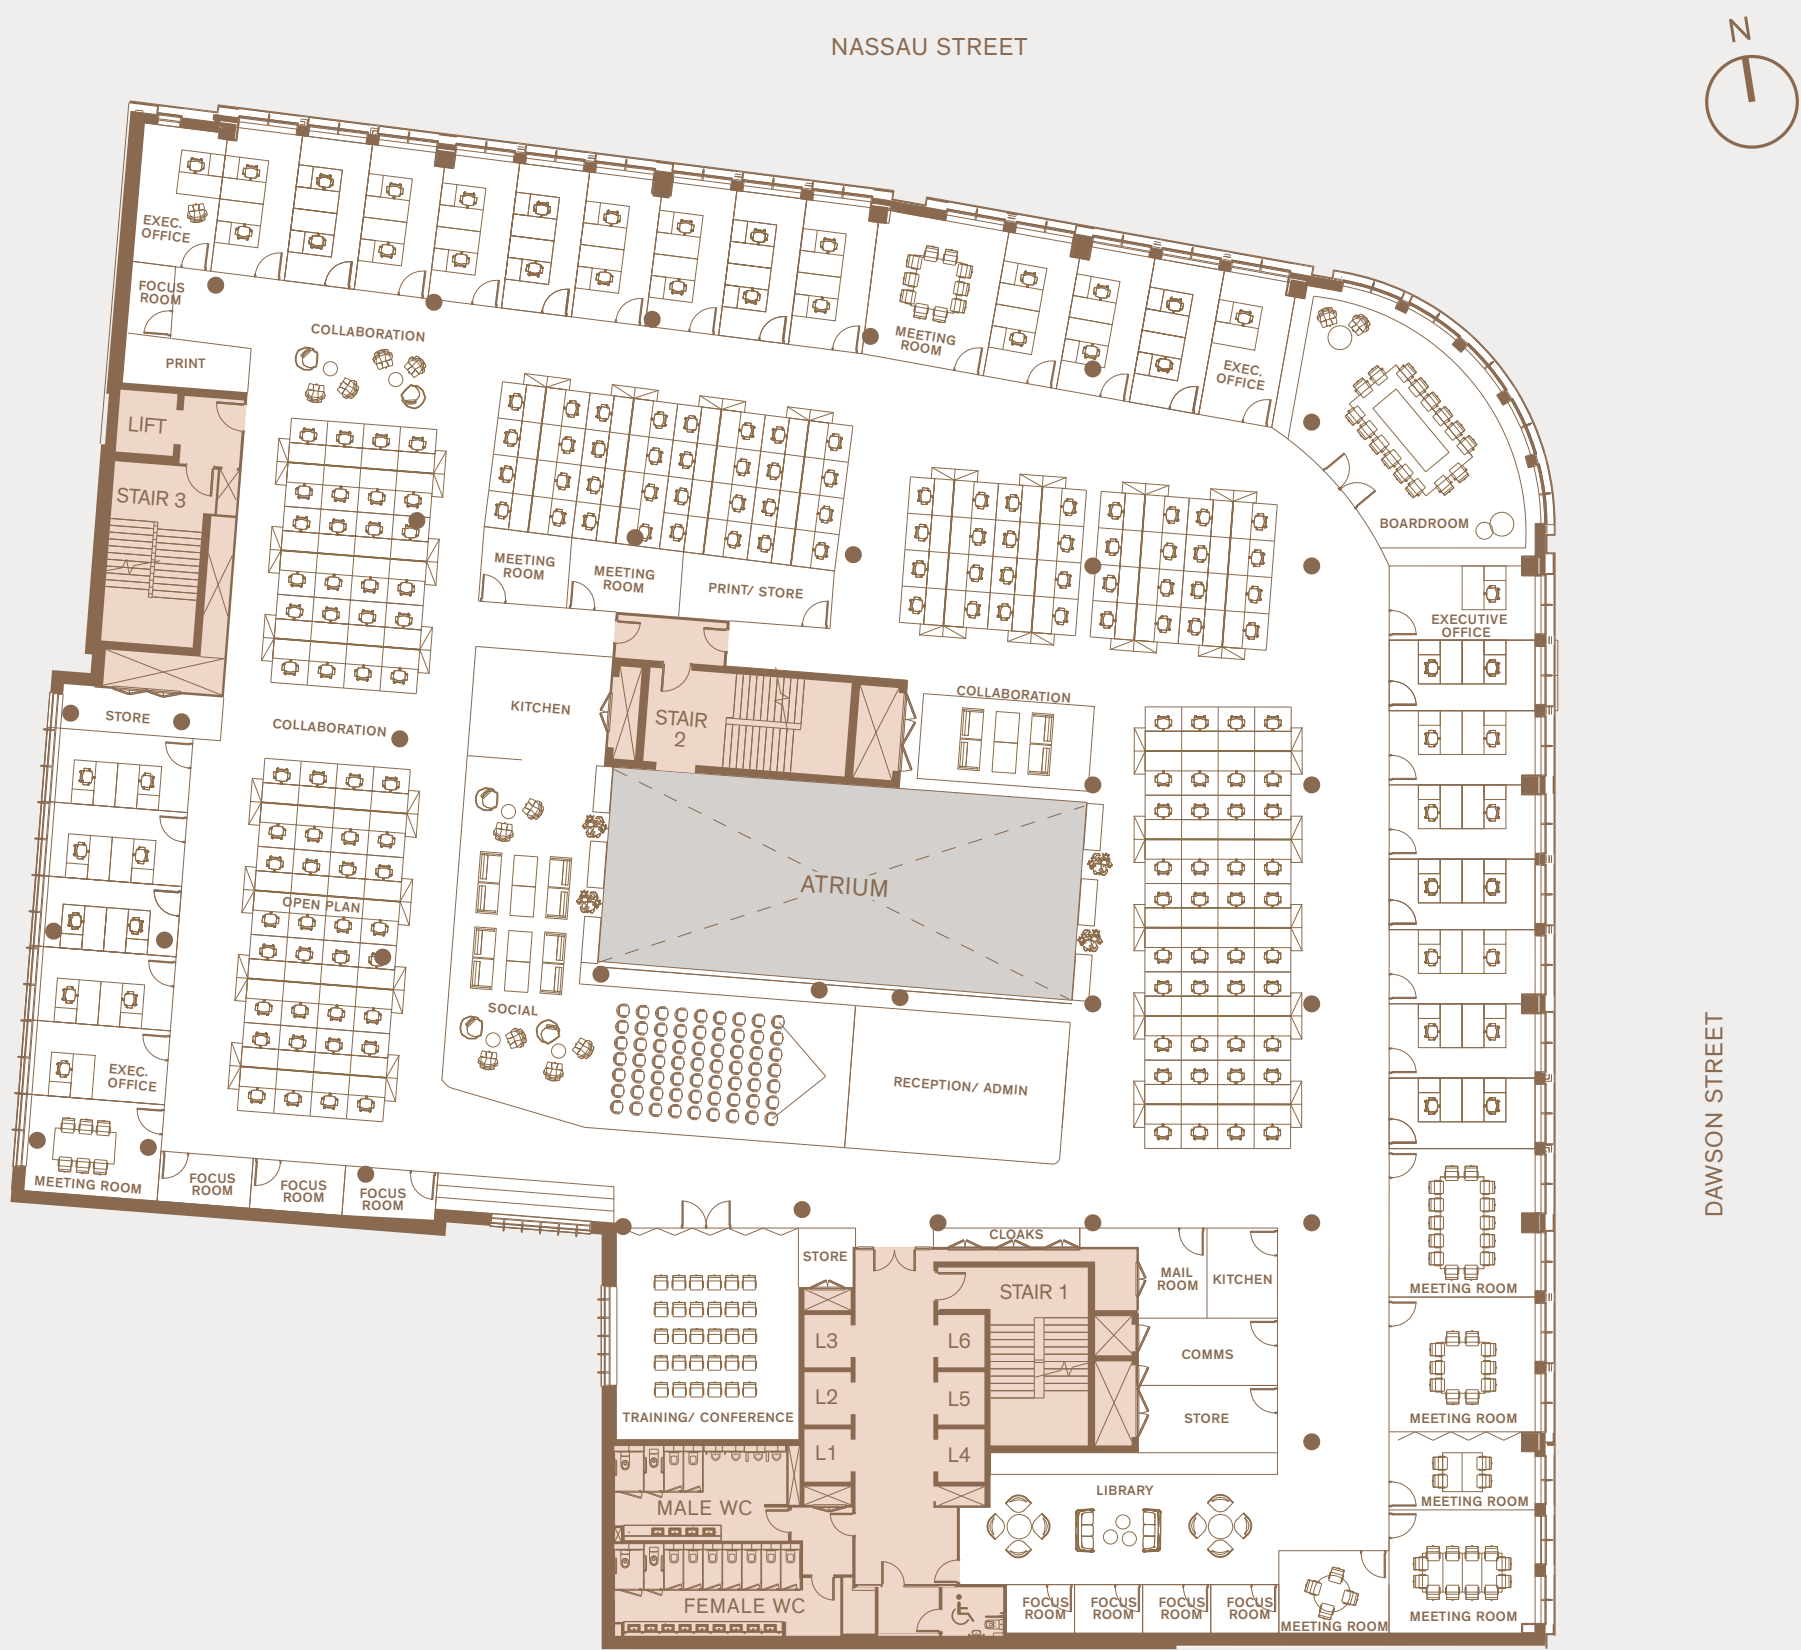 NASSAU STREET
N
EXEC.
OFFICE
FOCUS
ROOM
COLLABORATION
MEETING
ROOM
PRINT
EXEC.
OFFICE
LIFT
STAIR 3
BOARDROOM
MEETING
ROOM
MEETING
ROOM
PRINT/ STORE
EXECUTIVE
OFFICE
STORE
COLLABORATION
KITCHEN
STAIR
2
COLLABORATION
ATRIUM
OPEN PLAN
SOCIAL
EXEC.
OFFICE
RECEPTION/ ADMIN
DAWSON STREET
MEETING ROOM
FOCUS
ROOM
FOCUS
ROOM
FOCUS
ROOM
CLOAKS
STORE
STAIR 1
MAIL
ROOM
KITCHEN
MEETING ROOM
L3
L6
COMMS
L2
L5
TRAINING/ CONFERENCE
STORE
MEETING ROOM
L1
L4
LIBRARY
MEETING ROOM
MALE WC
FEMALE WC
FOCUS
ROOM
FOCUS
ROOM
FOCUS
ROOM
FOCUS
ROOM
MEETING ROOM
MEETING ROOM